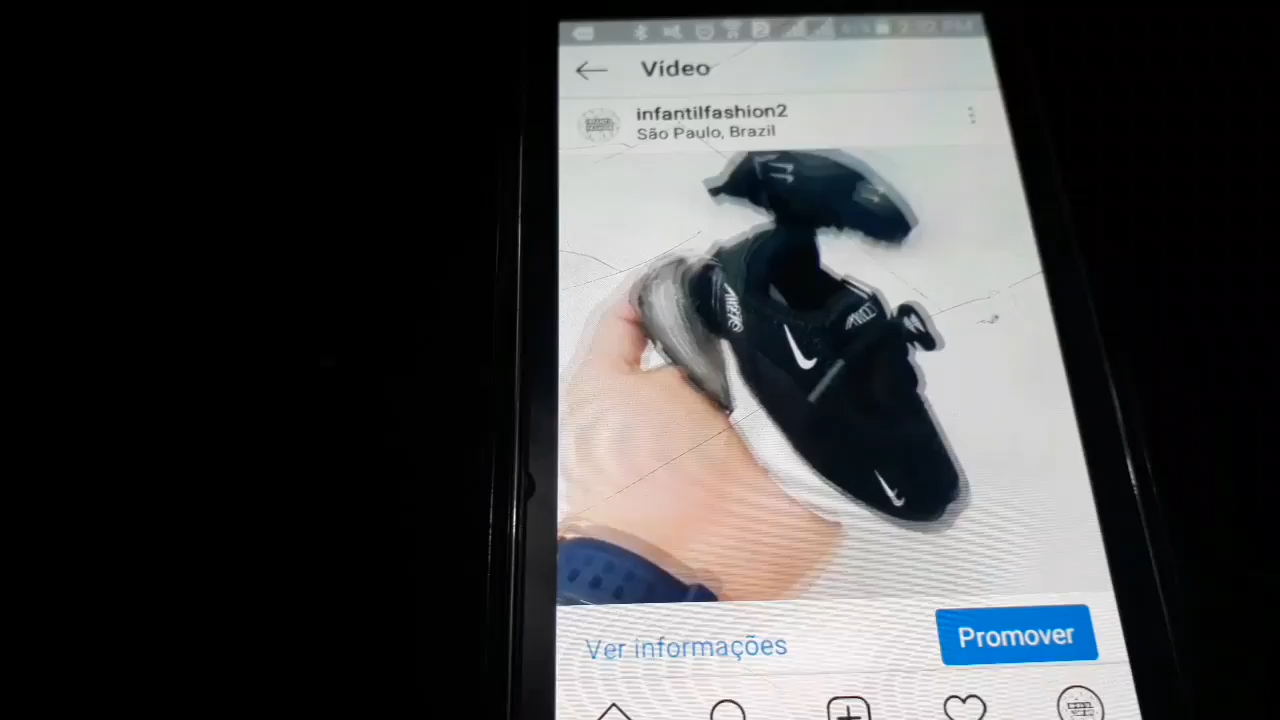 Vídeo
infantilfashion2
São Paulo, Brazil
Ver informações
Promover